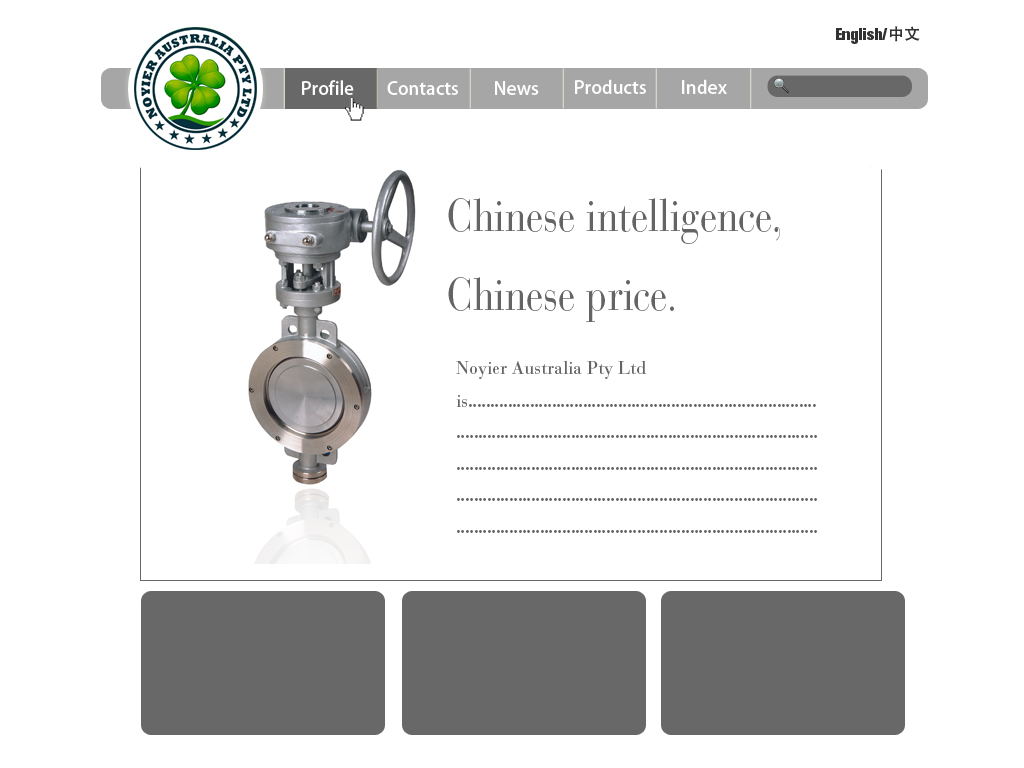 English/中文
NOYIER AUSTRALIA PTY LTD
Profile
Contacts
News
Products
Index
Chinese intelligence,
Chinese price.
Noyier Australia Pty Ltd
is................................................................................
...................................................................................
...................................................................................
...................................................................................
...................................................................................